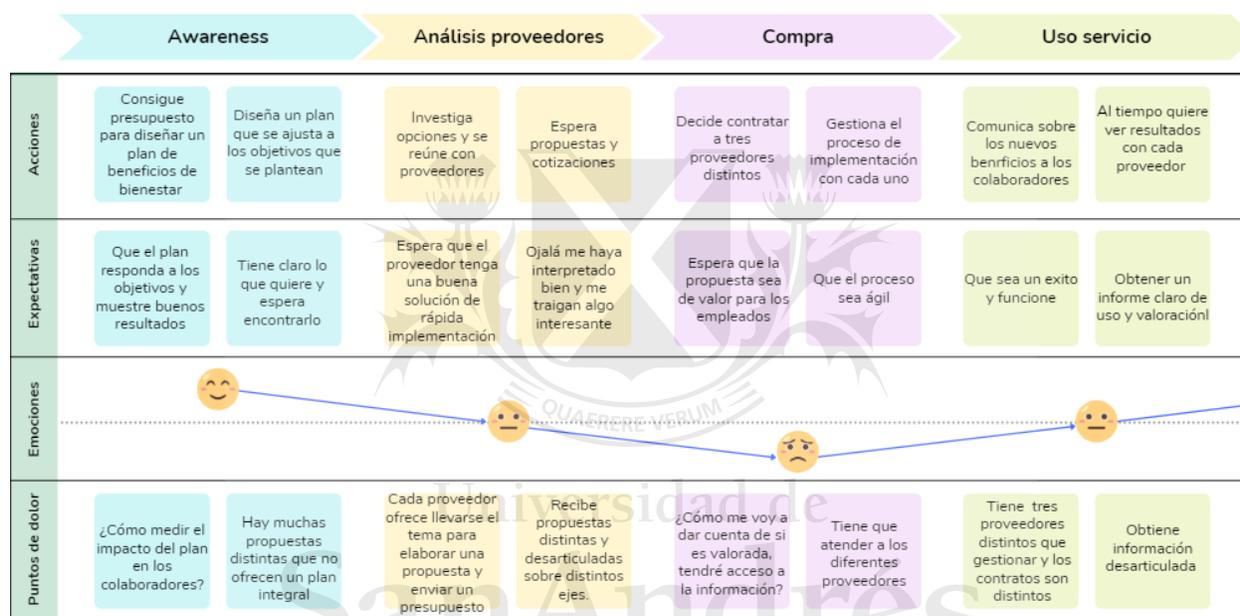 Awareness
Análisis proveedores
Compra
Uso servicio
Acciones
Consigue
presupuesto
para diseñar un
plan de
beneficios de
bienestar
Diseña un plan
que se ajusta a
los objetivos que
se plantean
Investiga
opciones y se
reúne con
proveedores
Espera
propuestas y
cotizaciones
Decide contratar
a tres
proveedores
distintos
Gestiona el
proceso de
implementación
con cada uno
Comunica sobre
los nuevos
benrficios a los
colaboradores
Al tiempo quiere
ver resultados
con cada
proveedor
Expectativas
Que el plan
responda a los
objetivos y
muestre buenos
resultados
Tiene claro lo
que quiere y
espera
encontrarlo
Espera que el
proveedor tenga
una buena
solución de
rápida
implementación
Ojalá me haya
interpretado
bien y me
traigan algo
interesante
Espera que la
propuesta sea
de valor para los
empleados
Que el proceso
sea ágil
Que sea un exito
y funcione
Obtener un
informe claro de
uso y valoraciónl
Emociones
QUAERERE VERUM
Puntos de dolor
¿Cómo medir el
impacto del plan
en los
colaboradores?
Hay muchas
propuestas
distintas que no
ofrecen un plan
integral
Cada proveedor
ofrece llevarse el
tema para
elaborar una
propuesta y
enviar un
presupuesto
Recibe
propuestas
distintas y
desarticuladas
sobre distintos
ejes.
¿Cómo me voy a
dar cuenta de si
es valorada,
tendré acceso a
la información?
Tiene que
atender a los
diferentes
proveedores
Tiene tres
proveedores
distintos que
gestionar y los
contratos son
distintos
Obtiene
información
desarticulada
Universidad de
SanAndrés